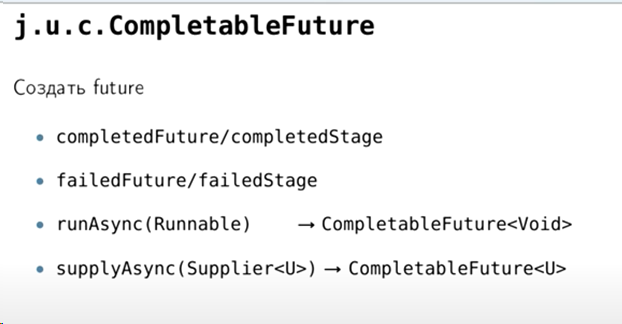 j.u.c.CompletableFuture
Создать future
• completedFuture/completedStage
• failedFuture/failedStage
• runAsync(Runnable) → CompletableFuture<Void>
• supplyAsync(Supplier<U>) → CompletableFuture<U>